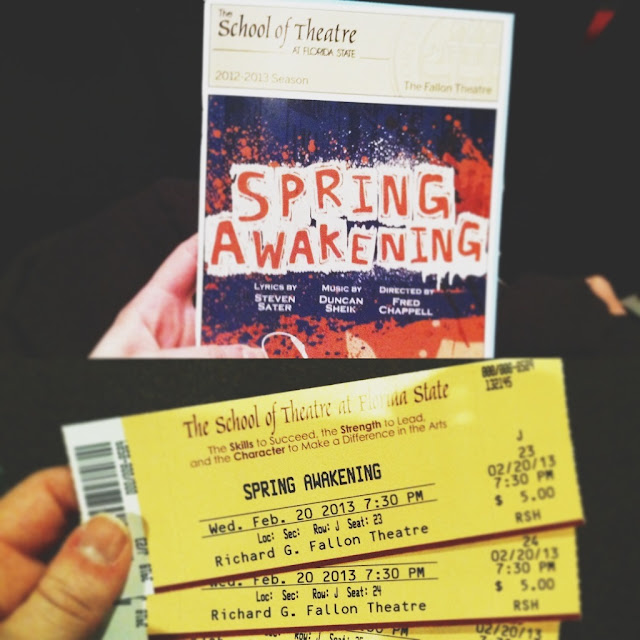 The
School of Theatre
AT FLORIDA STATE
2012-2013 Season
The Fallon Theatre
SPRING
AWAKENING
LYRICS BY
STEVEN
SATER
MUSIC BY
DUNCAN
SHEIK
DIRECTED BY
FRED
CHAPPELL
The School of Theatre at Florida State
The Skills to Succeed, the Strength to Lead,
and the Character to Make a Difference in the Arts
SPRING AWAKENING
Wed. Feb. 20 2013 7:30 PM
Loc: Sec: Row: J Seat: 23
Richard G. Fallon Theatre
132145
J
23
02/20/13
7:30 PM
$ 5.00
RSH
Wed. Feb. 20 2013 7:30 PM
Loc: Sec: Row: J Seat: 24
Richard G. Fallon Theatre
24
02/20/13
7:30 PM
$ 5.00
RSH